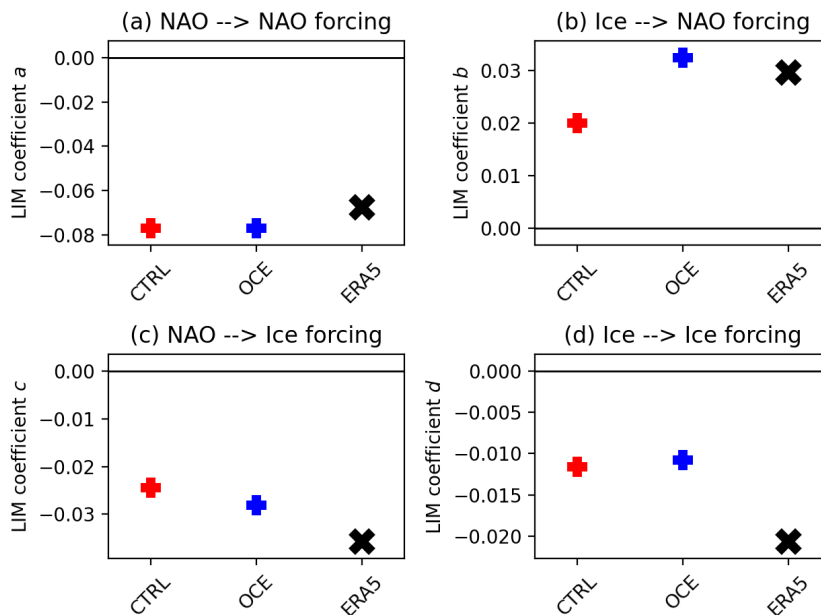 (a) NAO --> NAO forcing
LIM coefficient a
0.00
−0.02
−0.04
−0.06
−0.08
CTRL
OCE
ERA5
(b) Ice --> NAO forcing
LIM coefficient b
0.03
0.02
0.01
0.00
CTRL
OCE
ERA5
(c) NAO --> Ice forcing
LIM coefficient c
0.00
−0.01
−0.02
−0.03
CTRL
OCE
ERA5
(d) Ice --> Ice forcing
LIM coefficient d
0.000
−0.005
−0.010
−0.015
−0.020
CTRL
OCE
ERA5